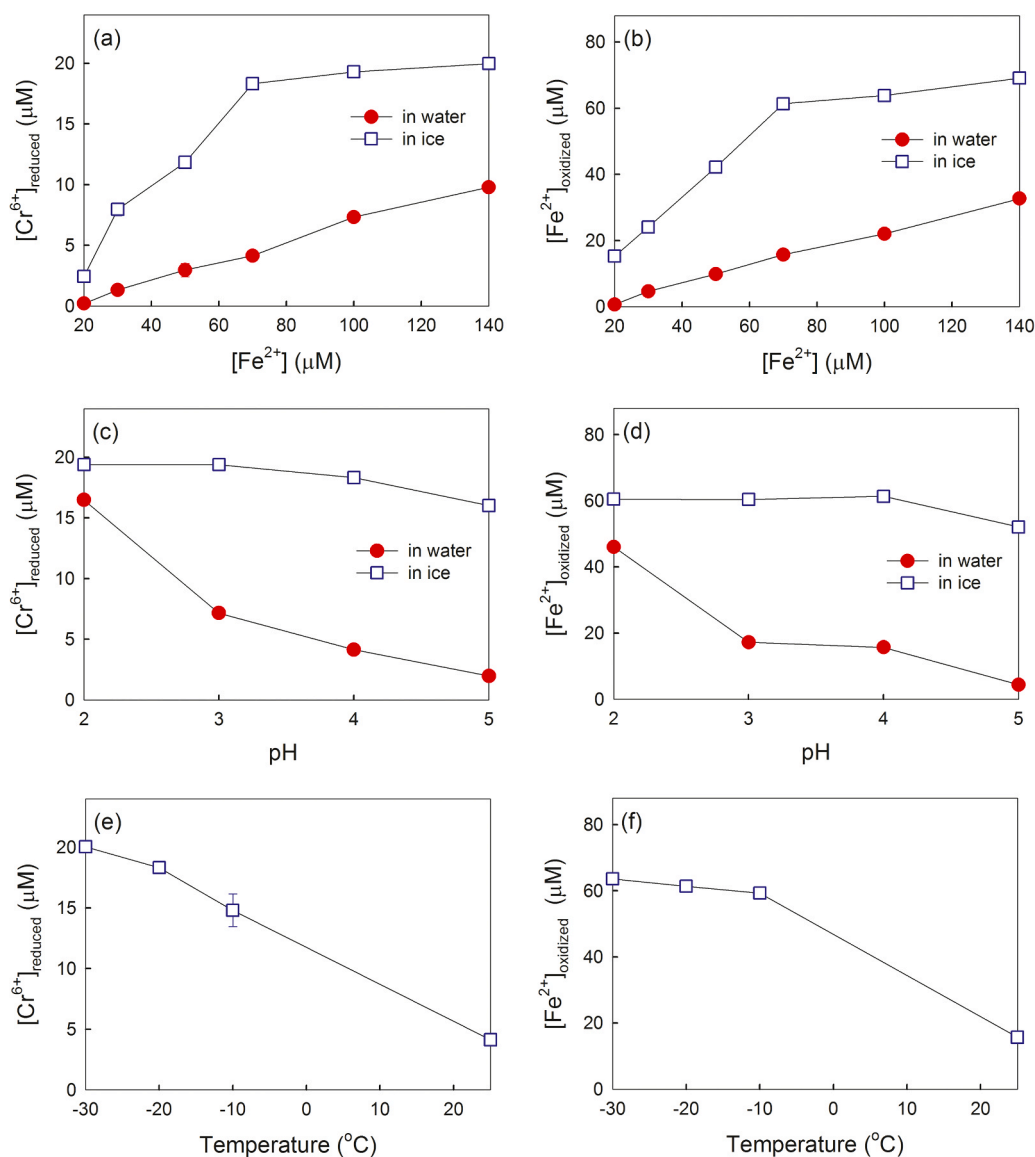 (a)
[Cr⁶⁺]reduced (μM)
20
15
10
5
0
in water
in ice
20 40 60 80 100 120 140
[Fe²⁺] (μM)
(b)
[Fe²⁺]oxidized (μM)
80
60
40
20
0
in water
in ice
20 40 60 80 100 120 140
[Fe²⁺] (μM)
(c)
[Cr⁶⁺]reduced (μM)
20
15
10
5
0
in water
in ice
2 3 4 5
pH
(d)
[Fe²⁺]oxidized (μM)
80
60
40
20
0
in water
in ice
2 3 4 5
pH
(e)
[Cr⁶⁺]reduced (μM)
20
15
10
5
0
-30 -20 -10 0 10 20
Temperature (°C)
(f)
[Fe²⁺]oxidized (μM)
80
60
40
20
0
-30 -20 -10 0 10 20
Temperature (°C)